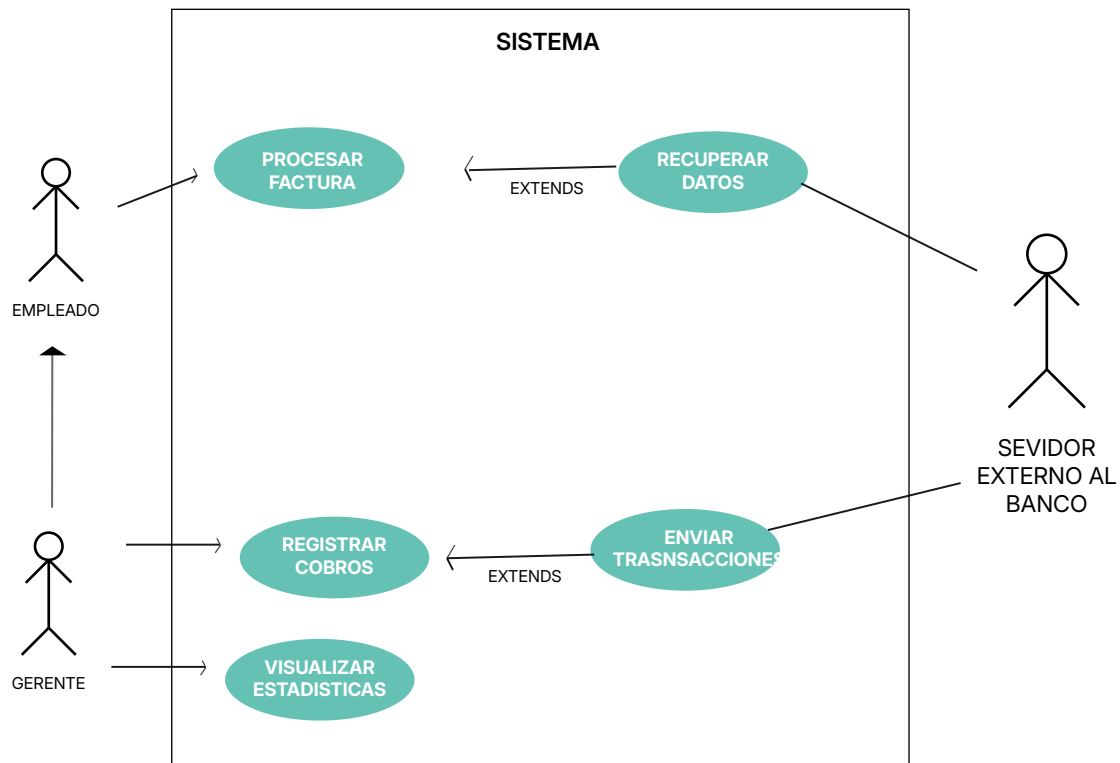 SISTEMA
PROCESAR
FACTURA
RECUPERAR
DATOS
EXTENDS
EMPLEADO
SEVIDOR
EXTERNO AL
BANCO
REGISTRAR
COBROS
ENVIAR
TRASNSACCIONES
EXTENDS
VISUALIZAR
ESTADISTICAS
GERENTE